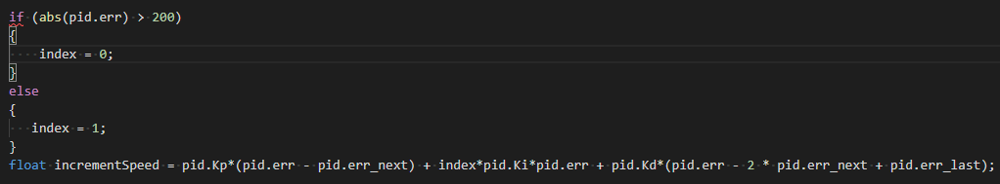 if (abs(pid.err) > 200)
{
    index = 0;
}
else
{
   index = 1;
}
float incrementSpeed = pid.Kp*(pid.err - pid.err_next) + index*pid.Ki*pid.err + pid.Kd*(pid.err - 2 * pid.err_next + pid.err_last);